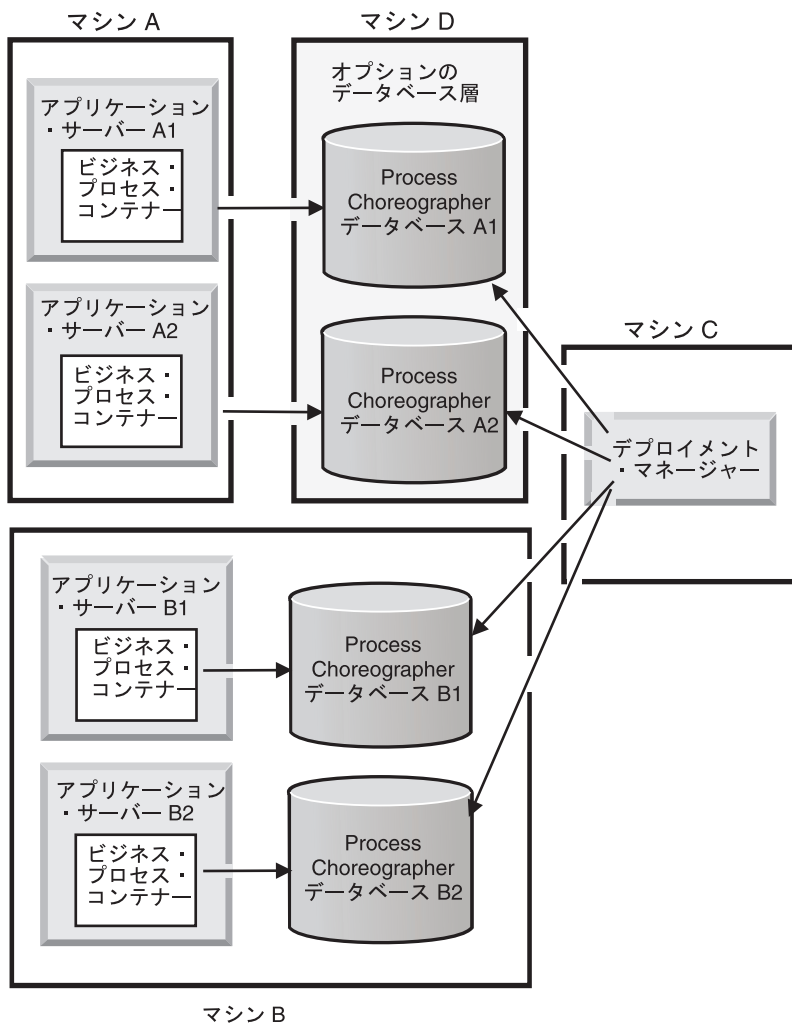 マシン A
マシン D
アプリケーション
・サーバー A1
ビジネス・
プロセス・
コンテナー
オプションの
データベース層
Process
Choreographer
データベース A1
アプリケーション
・サーバー A2
ビジネス・
プロセス・
コンテナー
Process
Choreographer
データベース A2
マシン C
デプロイメント
・マネージャー
アプリケーション
・サーバー B1
ビジネス・
プロセス・
コンテナー
Process
Choreographer
データベース B1
アプリケーション
・サーバー B2
ビジネス・
プロセス・
コンテナー
Process
Choreographer
データベース B2
マシン B